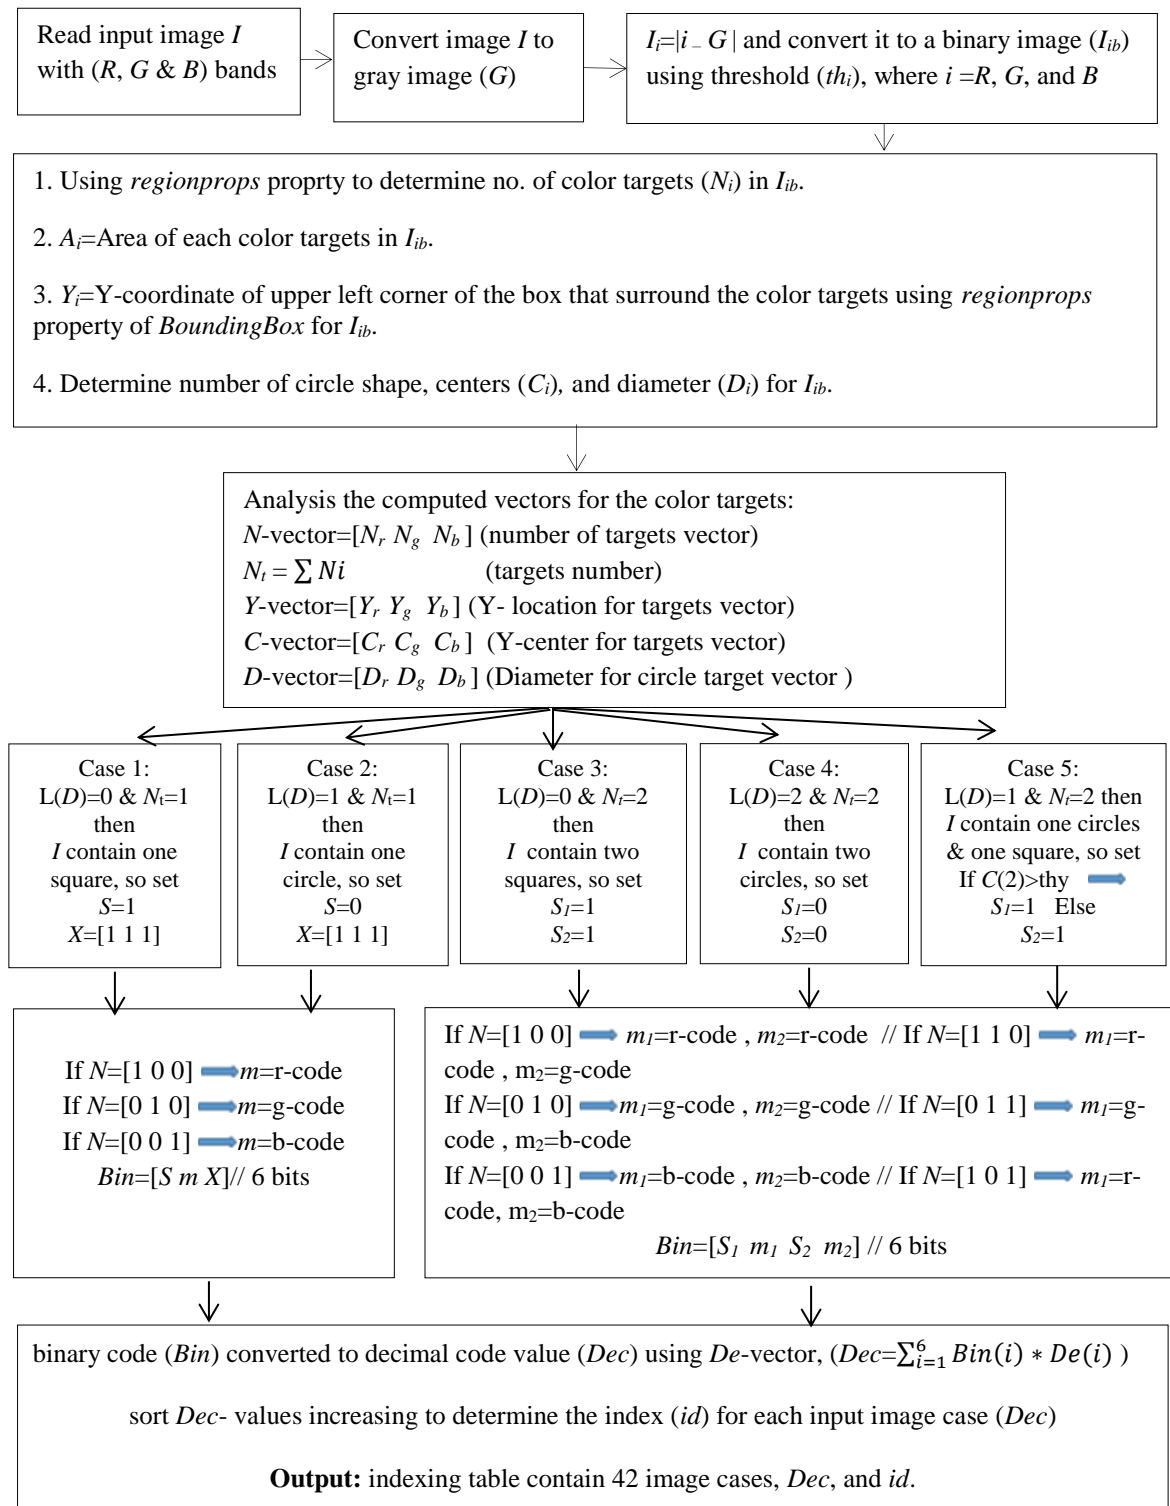 Read input image I
with (R, G & B) bands
Convert image I to
gray image (G)
Iᵢ=|i – G | and convert it to a binary image (Iᵢb)
using threshold (thᵢ), where i =R, G, and B
1. Using regionprops proprty to determine no. of color targets (Nᵢ) in Iᵢb.
2. Aᵢ=Area of each color targets in Iᵢb.
3. Yᵢ=Y-coordinate of upper left corner of the box that surround the color targets using regionprops
property of BoundingBox for Iᵢb.
4. Determine number of circle shape, centers (Cᵢ), and diameter (Dᵢ) for Iᵢb.
Analysis the computed vectors for the color targets:
N-vector=[Nr Ng Nb] (number of targets vector)
Nt = ∑ Ni (targets number)
Y-vector=[Yr Yg Yb] (Y- location for targets vector)
C-vector=[Cr Cg Cb] (Y-center for targets vector)
D-vector=[Dr Dg Db] (Diameter for circle target vector )
Case 1:
L(D)=0 & Nt=1
then
I contain one
square, so set
S=1
X=[1 1 1]
Case 2:
L(D)=1 & Nt=1
then
I contain one
circle, so set
S=0
X=[1 1 1]
Case 3:
L(D)=0 & Nt=2
then
I contain two
squares, so set
S₁=1
S₂=1
Case 4:
L(D)=2 & Nt=2
then
I contain two
circles, so set
S₁=0
S₂=0
Case 5:
L(D)=1 & Nt=2 then
I contain one circles
& one square, so set
If C(2)>thy ➡
S₁=1 Else
S₂=1
If N=[1 0 0] ➡m=r-code
If N=[0 1 0] ➡m=g-code
If N=[0 0 1] ➡m=b-code
Bin=[S m X]// 6 bits
If N=[1 0 0] ➡ m₁=r-code , m₂=r-code // If N=[1 1 0] ➡ m₁=r-
code , m₂=g-code
If N=[0 1 0] ➡m₁=g-code , m₂=g-code // If N=[0 1 1] ➡ m₁=g-
code , m₂=b-code
If N=[0 0 1] ➡m₁=b-code , m₂=b-code // If N=[1 0 1] ➡ m₁=r-
code, m₂=b-code
Bin=[S₁ m₁ S₂ m₂] // 6 bits
binary code (Bin) converted to decimal code value (Dec) using De-vector, (Dec=∑⁶ᵢ₌₁ Bin(i) ∗ De(i) )
sort Dec- values increasing to determine the index (id) for each input image case (Dec)
Output: indexing table contain 42 image cases, Dec, and id.